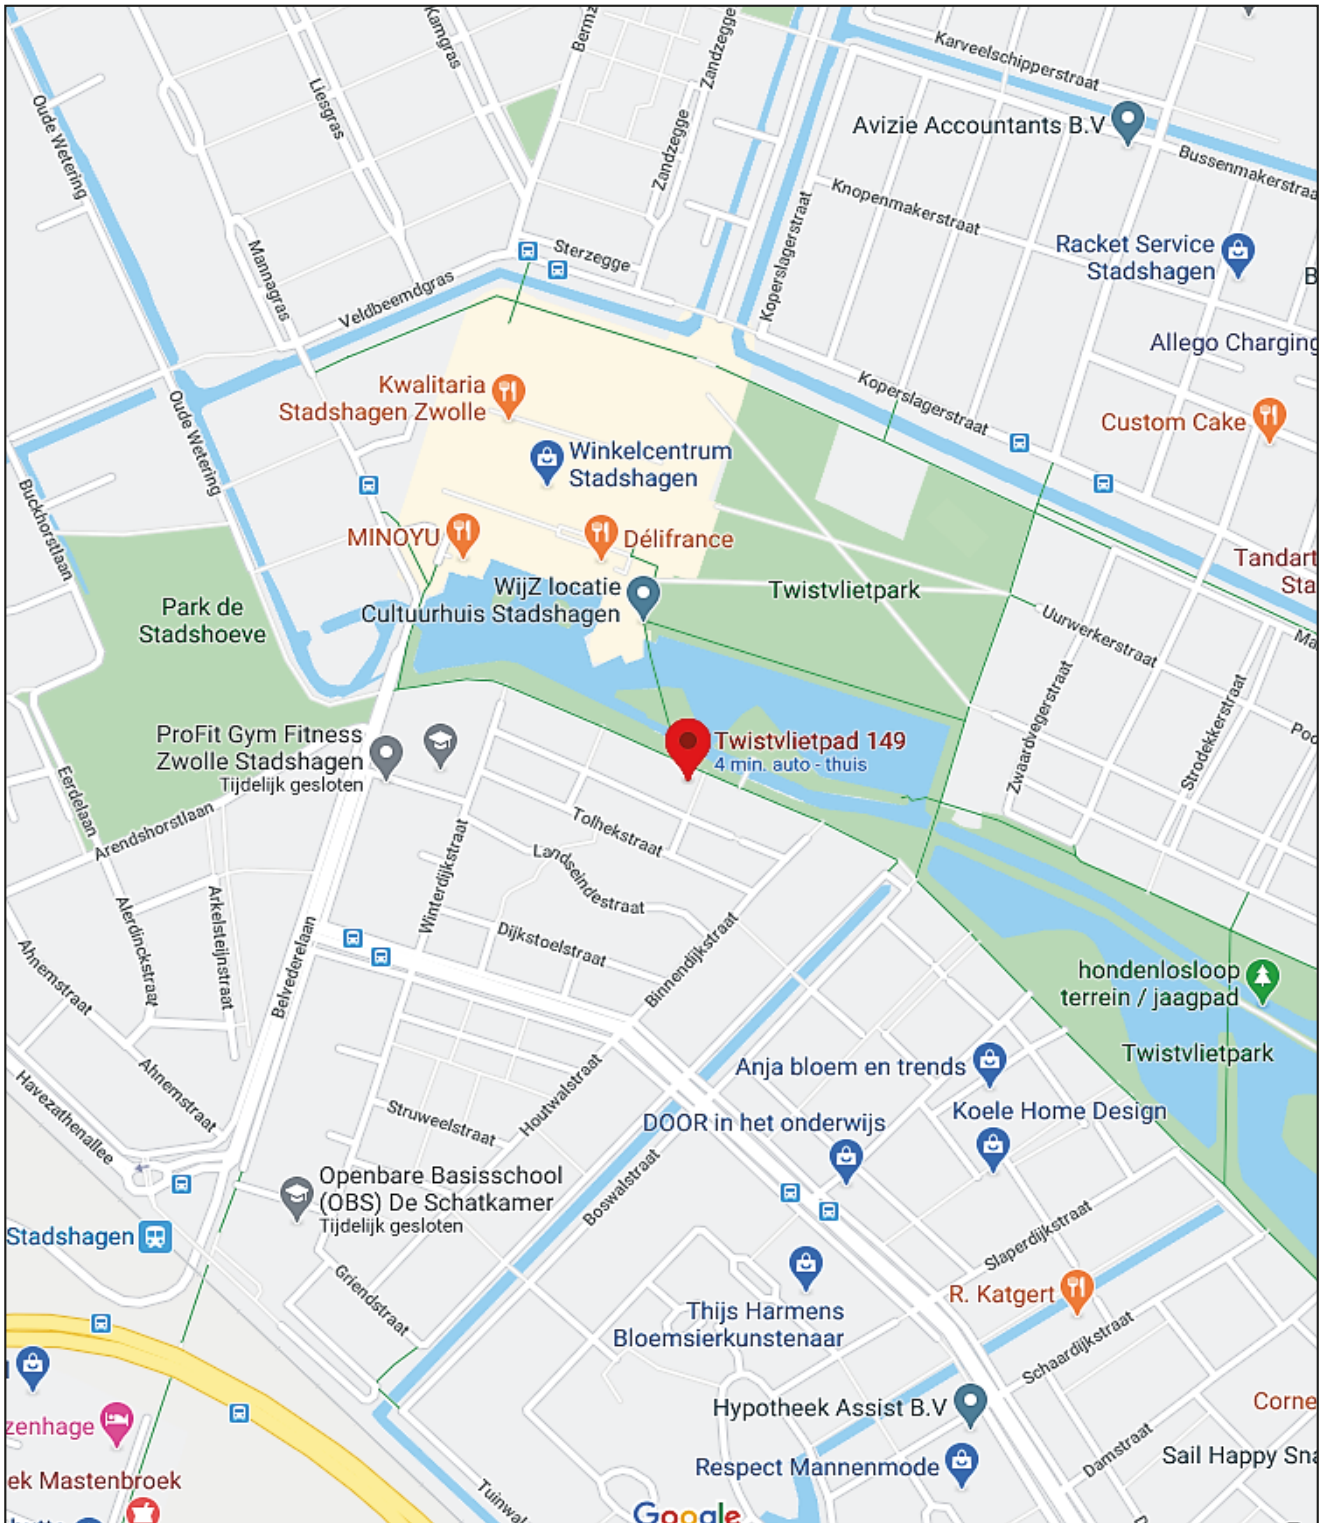 Kamgras
Zandzegge
Karveelschipperstraat
Oude Wetering
Liesgras
Avizie Accountants B.V
Zandzegge
Bussenmakerstraa
Knopenmakerstraat
Koperslagerstraat
Racket Service
Stadshagen
Mannagras
Sterzegge
Veldbeemdgras
Allego Charging
Kwalitaria
Stadshagen Zwolle
Koperslagerstraat
Oude Wetering
Custom Cake
Winkelcentrum
Stadshagen
Buckhorstlaan
MINOYU
Délifrance
Tandart
Sta
WijZ locatie
Cultuurhuis Stadshagen
Twistvlietpark
Park de
Stadshoeve
Uurwerkerstraat
Ma
Zwaardvegerstraat
Strodekkerstraat
Poo
ProFit Gym Fitness
Zwolle Stadshagen
Tijdelijk gesloten
Twistvlietpad 149
4 min. auto - thuis
Eerdelaan
Arendshorstlaan
Tolhekstraat
Winterdijkstraat
Landseindestraat
Alerdinckstraat
Arkelsteijnstraat
Dijkstoelstraat
Binnendijkstraat
Belvederelaan
Ahnemstraat
hondenlosloop
terrein / jaagpad
Twistvlietpark
Anja bloem en trends
Ahnemstraat
Havezathenallee
Struweelstraat
Houtwalstraat
DOOR in het onderwijs
Koele Home Design
Openbare Basisschool
(OBS) De Schatkamer
Tijdelijk gesloten
Boswalstraat
Stadshagen
Slaperdijkstraat
Griendstraat
R. Katgert
Thijs Harmens
Bloemsierkunstenaar
Schaardijkstraat
Hypotheek Assist B.V
Corne
zenhage
Damstraat
Sail Happy Sna
Respect Mannenmode
ek Mastenbroek
Tuinwal
Google